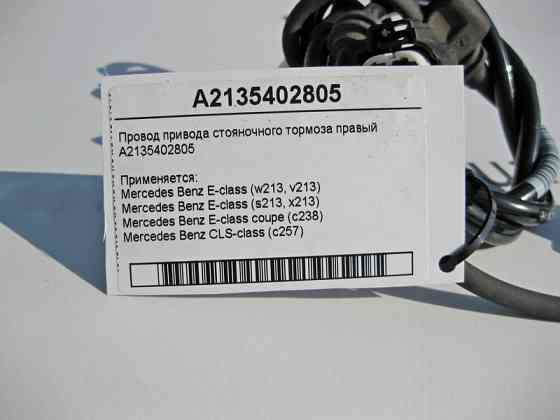 A2135402805
Провод привода стояночного тормоза правый
A2135402805
Применяется:
Mercedes Benz E-class (w213, v213)
Mercedes Benz E-class (s213, x213)
Mercedes Benz E-class coupe (c238)
Mercedes Benz CLS-class (c257)